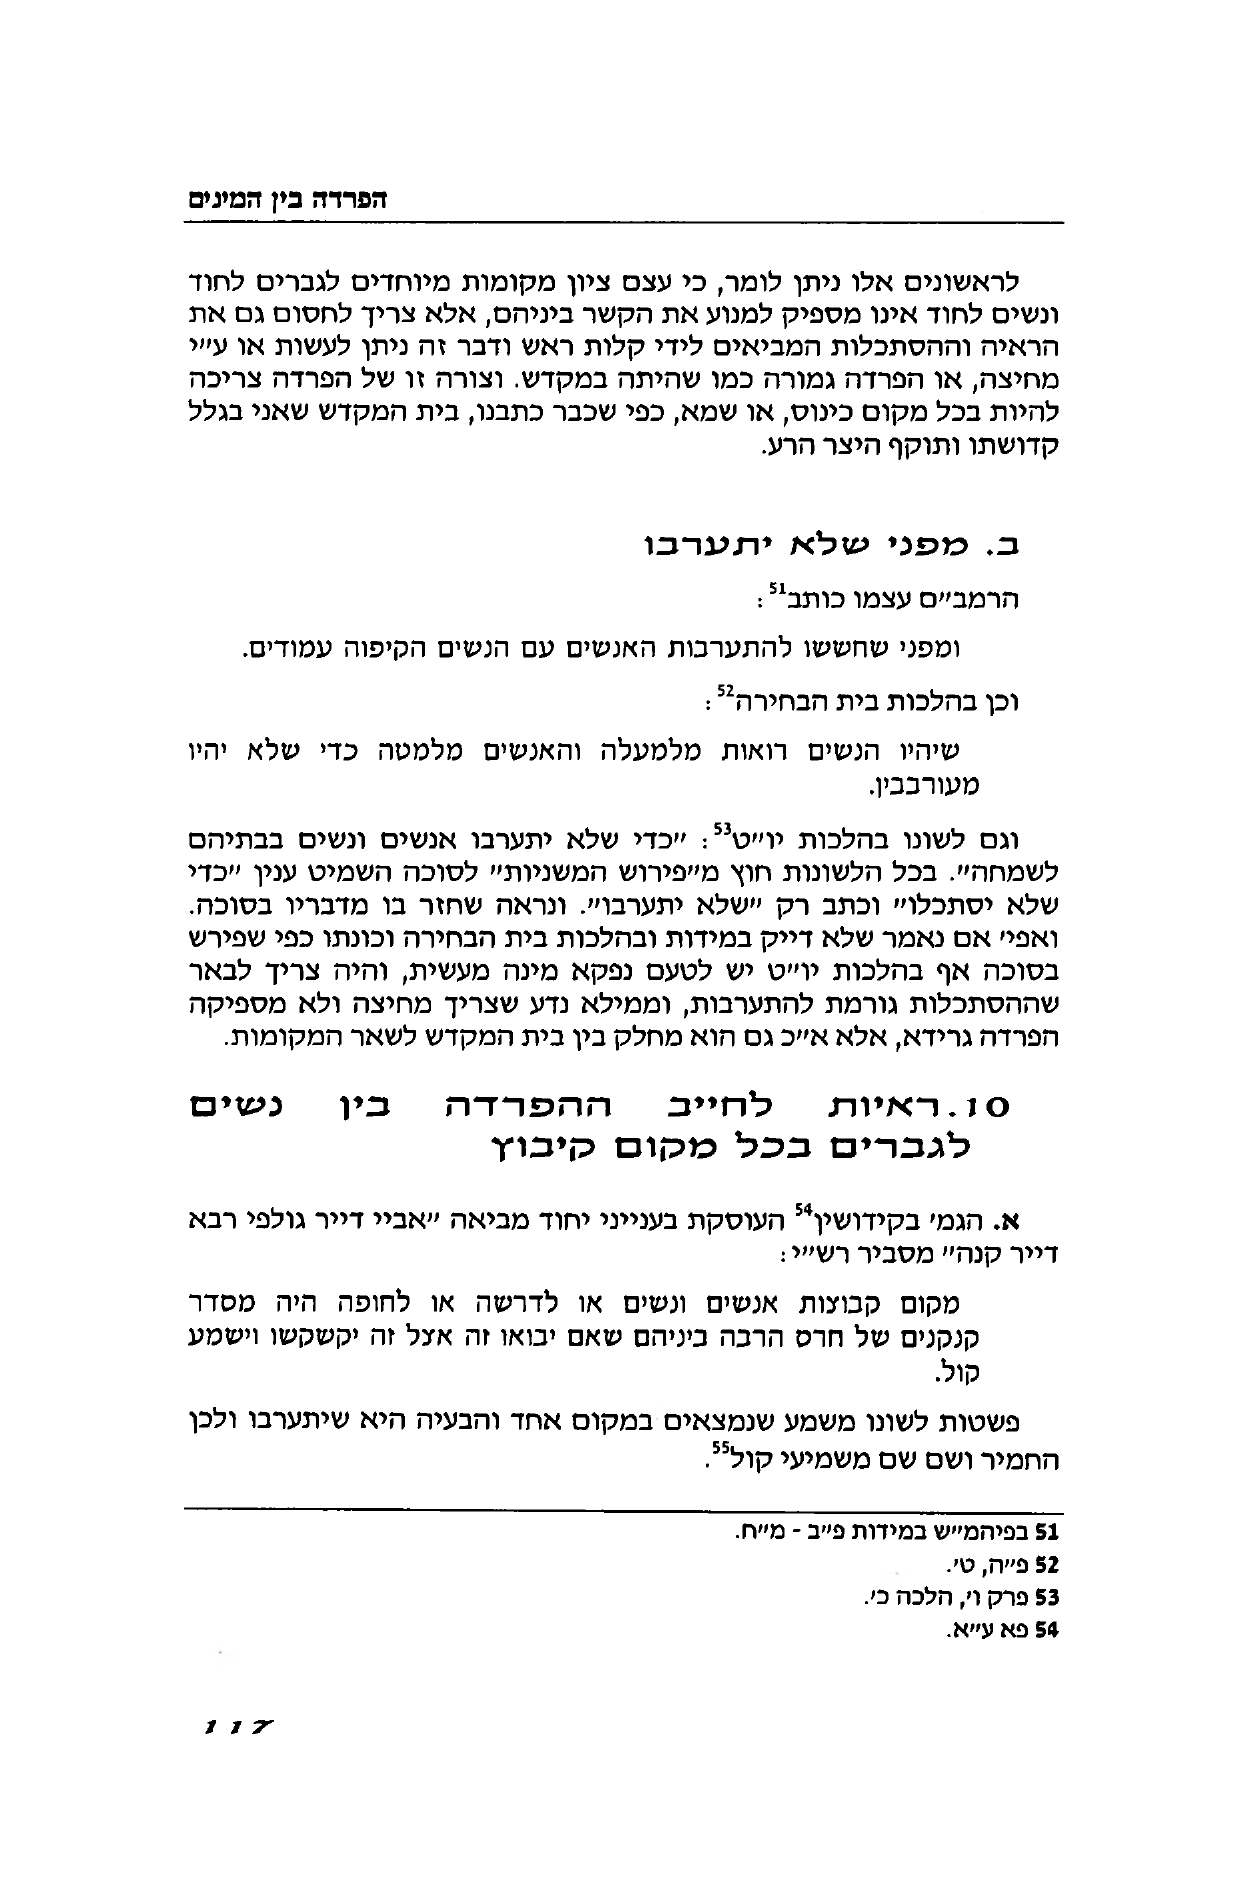 הפרדה בין המינים
לראשונים אלו ניתן לומר, כי עצם ציון מקומות מיוחדים לגברים לחוד
ונשים לחוד אינו מספיק למנוע את הקשר ביניהם, אלא צריך לחסום גם את
הראיה וההסתכלות המביאים לידי קלות ראש ודבר זה ניתן לעשות או ע״י
מחיצה, או הפרדה גמורה כמו שהיתה במקדש. וצורה זו של הפרדה צריכה
להיות בכל מקום כינוס, או שמא, כפי שכבר כתבנו, בית המקדש שאני בגלל
קדושתו ותוקף היצר הרע.
ב. מפני שלא יתערבו
הרמב״ם עצמו כותב51:
ומפני שחששו להתערבות האנשים עם הנשים הקיפוה עמודים.
וכן בהלכות בית הבחירה52:
שיהיו הנשים רואות מלמעלה והאנשים מלמטה כדי שלא יהיו
מעורבבין.
וגם לשונו בהלכות יו״ט53: ״כדי שלא יתערבו אנשים ונשים בבתיהם
לשמחה״. בכל הלשונות חוץ מ״פירוש המשניות״ לסוכה השמיט ענין ״כדי
שלא יסתכלו״ וכתב רק ״שלא יתערבו״. ונראה שחזר בו מדבריו בסוכה.
ואפי׳ אם נאמר שלא דייק במידות ובהלכות בית הבחירה וכונתו כפי שפירש
בסוכה אף בהלכות יו״ט יש לטעם נפקא מינה מעשית, והיה צריך לבאר
שההסתכלות גורמת להתערבות, וממילא נדע שצריך מחיצה ולא מספיקה
הפרדה גרידא, אלא א״כ גם הוא מחלק בין בית המקדש לשאר המקומות.
10. ראיות לחייב ההפרדה בין נשים
לגברים בכל מקום קיבוץ
א. הגמ׳ בקידושין54 העוסקת בענייני יחוד מביאה ״אביי דייר גולפי רבא
דייר קנה״ מסביר רש״י:
מקום קבוצות אנשים ונשים או לדרשה או לחופה היה מסדר
קנקנים של חרס הרבה ביניהם שאם יבואו זה אצל זה יקשקשו וישמע
קול.
פשטות לשונו משמע שנמצאים במקום אחד והבעיה היא שיתערבו ולכן
החמיר ושם שם משמיעי קול55.
51 בפיהמ״ש במידות פ״ב - מ״ח.
52 פ״ה, ט׳.
53 פרק ו׳, הלכה כ׳.
54 פא ע״א.
117